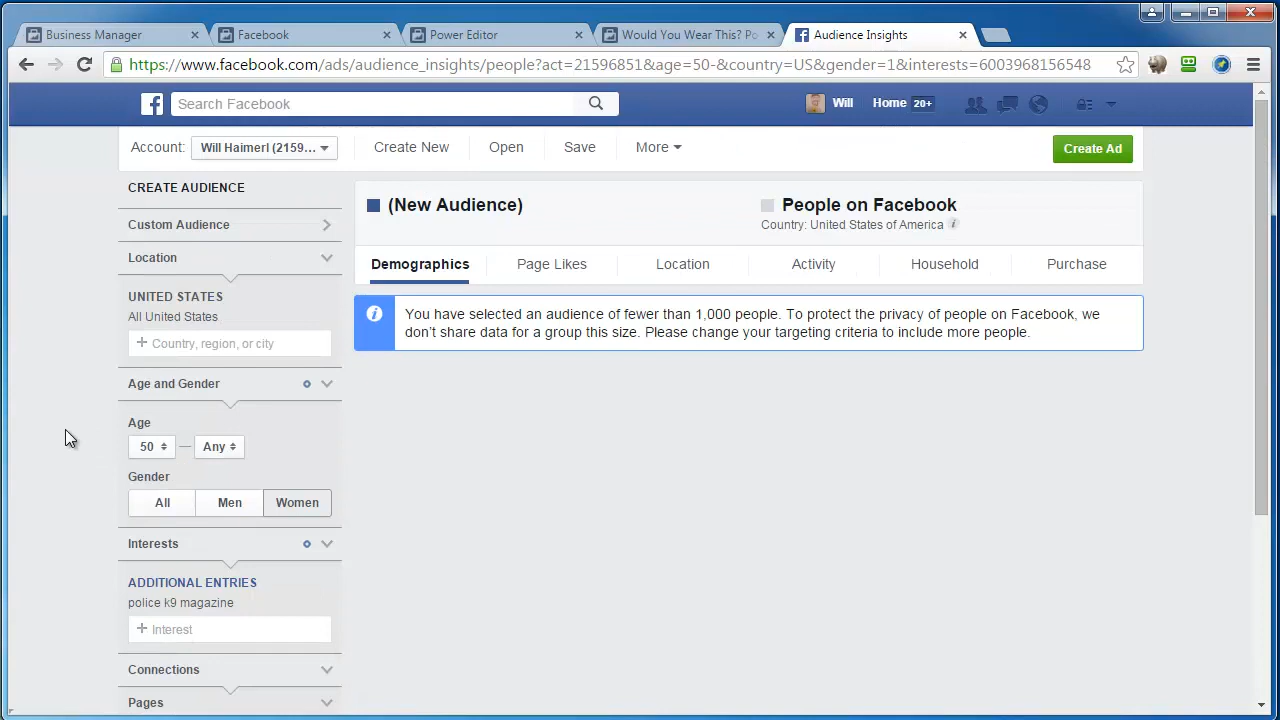 Business Manager
Facebook
Power Editor
Would You Wear This? Po
Audience Insights
https://www.facebook.com/ads/audience_insights/people?act=21596851&age=50-&country=US&gender=1&interests=6003968156548
Search Facebook
Will
Home 20+
Account: Will Haimerl (2159...
Create New
Open
Save
More
Create Ad
CREATE AUDIENCE
Custom Audience
Location
UNITED STATES
All United States
+ Country, region, or city
Age and Gender
Age
50 — Any
Gender
All
Men
Women
Interests
ADDITIONAL ENTRIES
police k9 magazine
+ Interest
Connections
Pages
(New Audience)
People on Facebook
Country: United States of America
Demographics
Page Likes
Location
Activity
Household
Purchase
You have selected an audience of fewer than 1,000 people. To protect the privacy of people on Facebook, we
don't share data for a group this size. Please change your targeting criteria to include more people.